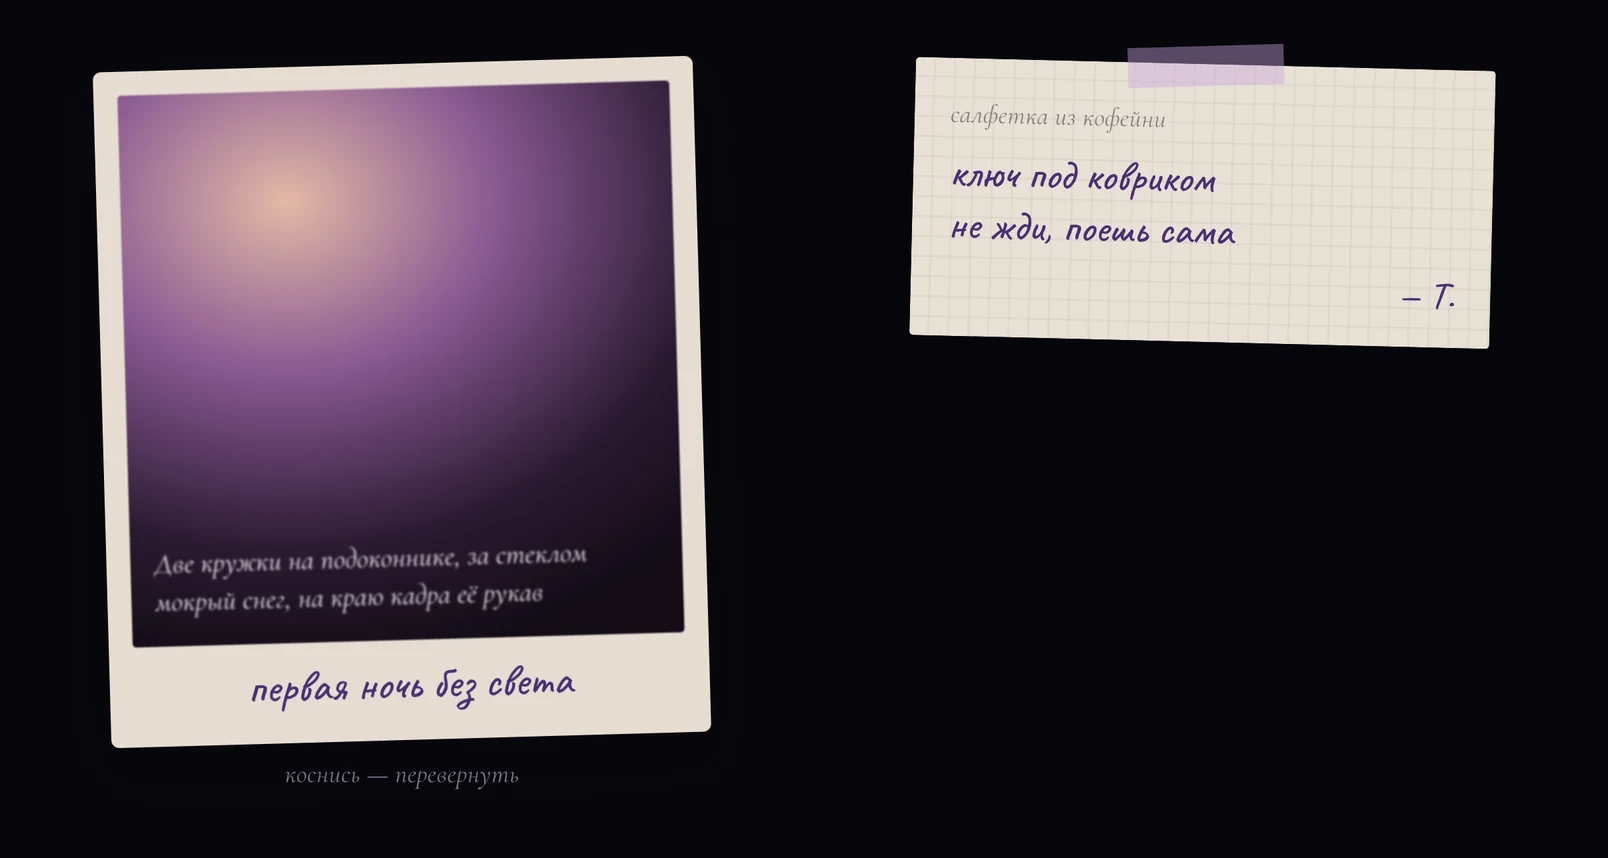 Две кружки на подоконнике, за стеклом
мокрый снег, на краю кадра её рукав
первая ночь без света
коснись — перевернуть
салфетка из кофейни
ключ под ковриком
не жди, поешь сама
— Т.